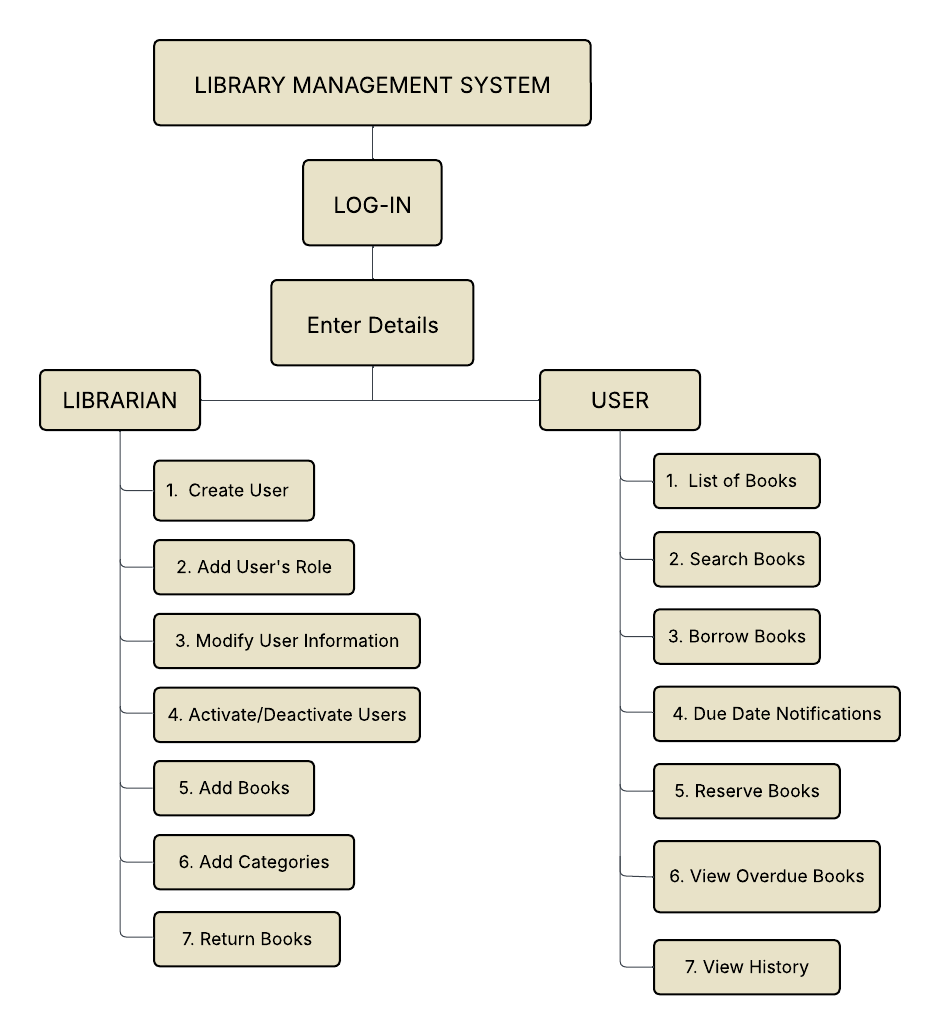 LIBRARY MANAGEMENT SYSTEM
LOG-IN
Enter Details
LIBRARIAN
1. Create User
2. Add User's Role
3. Modify User Information
4. Activate/Deactivate Users
5. Add Books
6. Add Categories
7. Return Books
USER
1. List of Books
2. Search Books
3. Borrow Books
4. Due Date Notifications
5. Reserve Books
6. View Overdue Books
7. View History